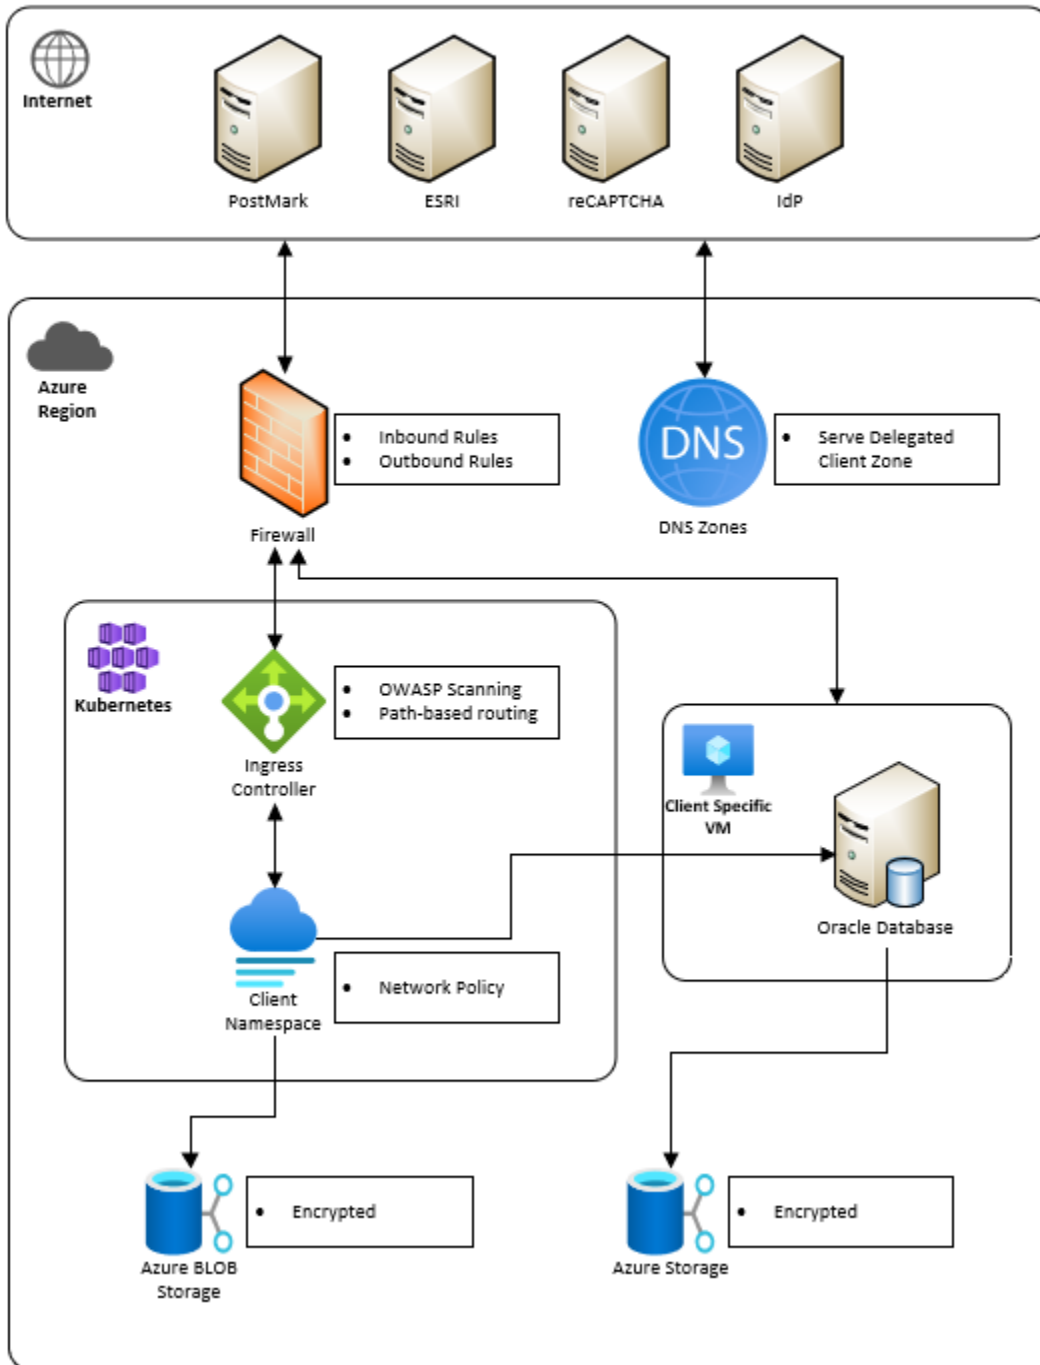 Internet
PostMark
ESRI
reCAPTCHA
IdP
Azure
Region
• Inbound Rules
• Outbound Rules
DNS
• Serve Delegated
Client Zone
Firewall
DNS Zones
Kubernetes
• OWASP Scanning
• Path-based routing
Ingress
Controller
Client Specific
VM
Oracle Database
• Network Policy
Client
Namespace
• Encrypted
Azure BLOB
Storage
• Encrypted
Azure Storage